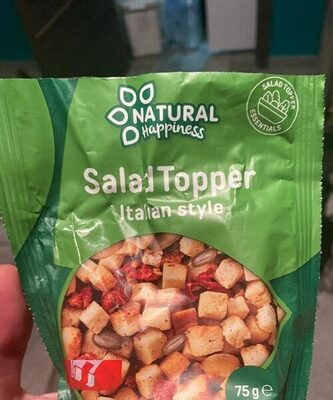 NATURAL
Happiness
SALAD TOPPER
ESSENTIALS
Salad Topper
Italian style
75g e